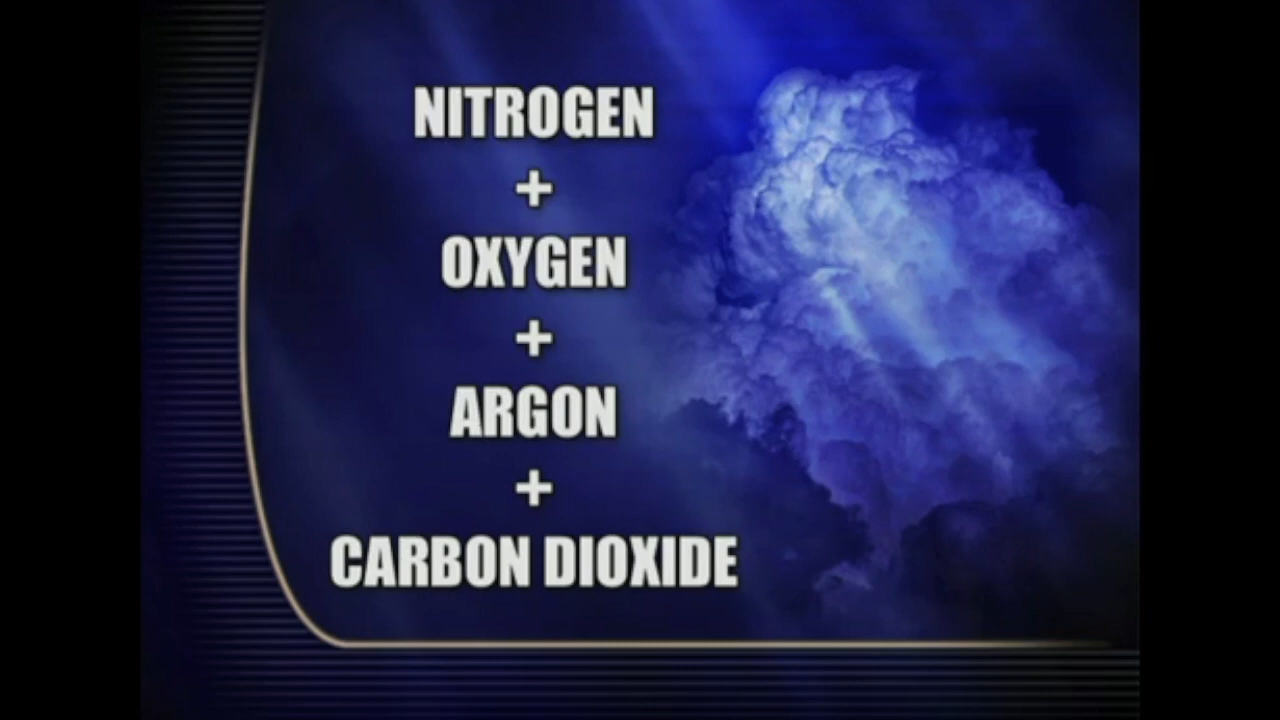 NITROGEN
+
OXYGEN
+
ARGON
+
CARBON DIOXIDE